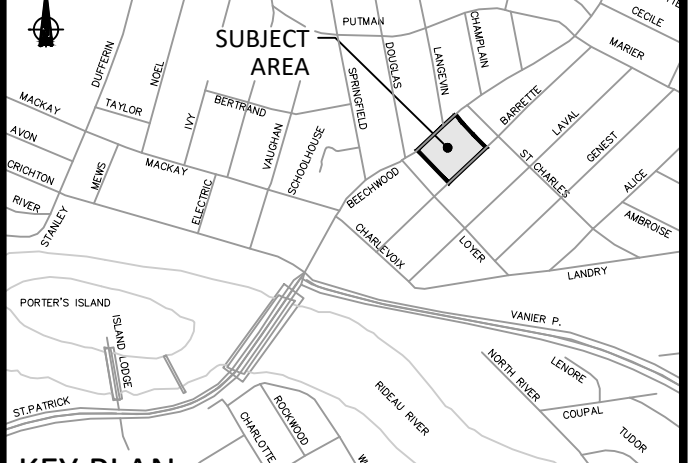 PUTMAN
CHAMPLAIN
CECILE
MARIER
SUBJECT
AREA
DUFFERIN
NOEL
DOUGLAS
LANGEVIN
SPRINGFIELD
MACKAY
TAYLOR
BERTRAND
IVY
BARRETTE
LAVAL
GENEST
AVON
VAUGHAN
SCHOOLHOUSE
CRICHTON
MEWS
MACKAY
ST. CHARLES
BEECHWOOD
ALICE
RIVER
ELECTRIC
STANLEY
AMBROISE
CHARLEVOIX
LOYER
LANDRY
PORTER'S ISLAND
ISLAND LODGE
VANIER P.
NORTH RIVER
LENORE
RIDEAU RIVER
ST.PATRICK
ROCKWOOD
CHARLOTTE
COUPAL
TUDOR
KEY PLAN